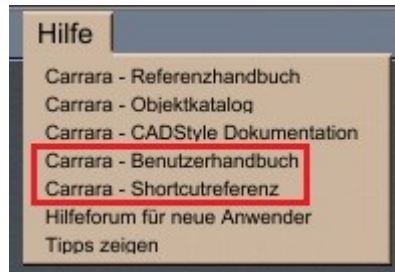 Hilfe
Carrara - Referenzhandbuch
Carrara - Objektkatalog
Carrara - CADStyle Dokumentation
Carrara - Benutzerhandbuch
Carrara - Shortcutreferenz
Hilfeforum für neue Anwender
Tipps zeigen